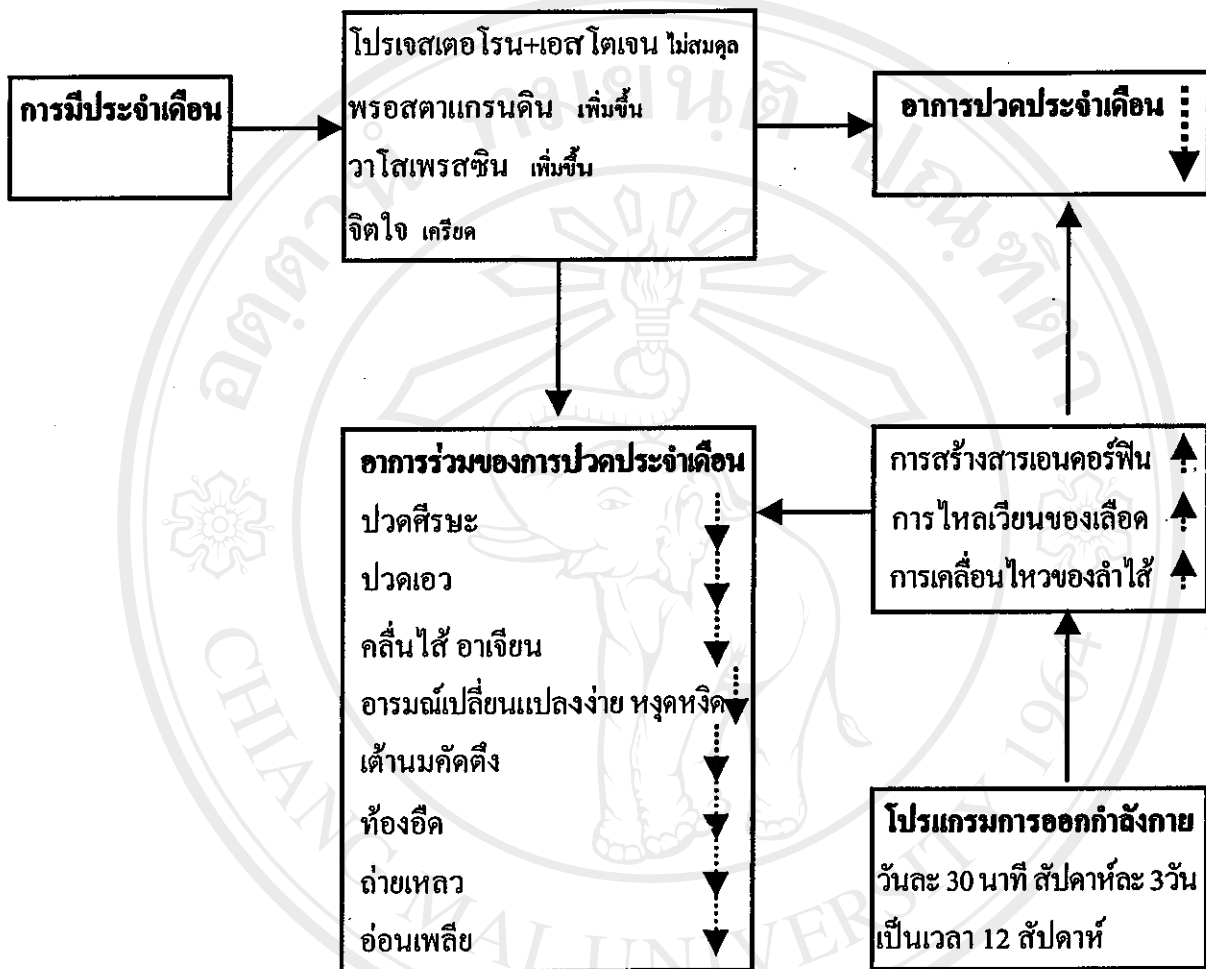 การมีประจำเดือน
โปรเจสเตอโรน+เอสโตเจน ไม่สมดุล
พรอสตาแกรนดิน เพิ่มขึ้น
วาโสเพรสซิน เพิ่มขึ้น
จิตใจ เครียด
อาการปวดประจำเดือน
อาการร่วมของการปวดประจำเดือน
ปวดศีรษะ
ปวดเอว
คลื่นไส้ อาเจียน
อารมณ์เปลี่ยนแปลงง่าย หงุดหงิด
เต้านมคัดตึง
ท้องอืด
ถ่ายเหลว
อ่อนเพลีย
การสร้างสารเอนดอร์ฟิน
การไหลเวียนของเลือด
การเคลื่อนไหวของลำไส้
โปรแกรมการออกกำลังกาย
วันละ 30 นาที สัปดาห์ละ 3วัน
เป็นเวลา 12 สัปดาห์
CHIANG MAI UNIVERSITY 1964